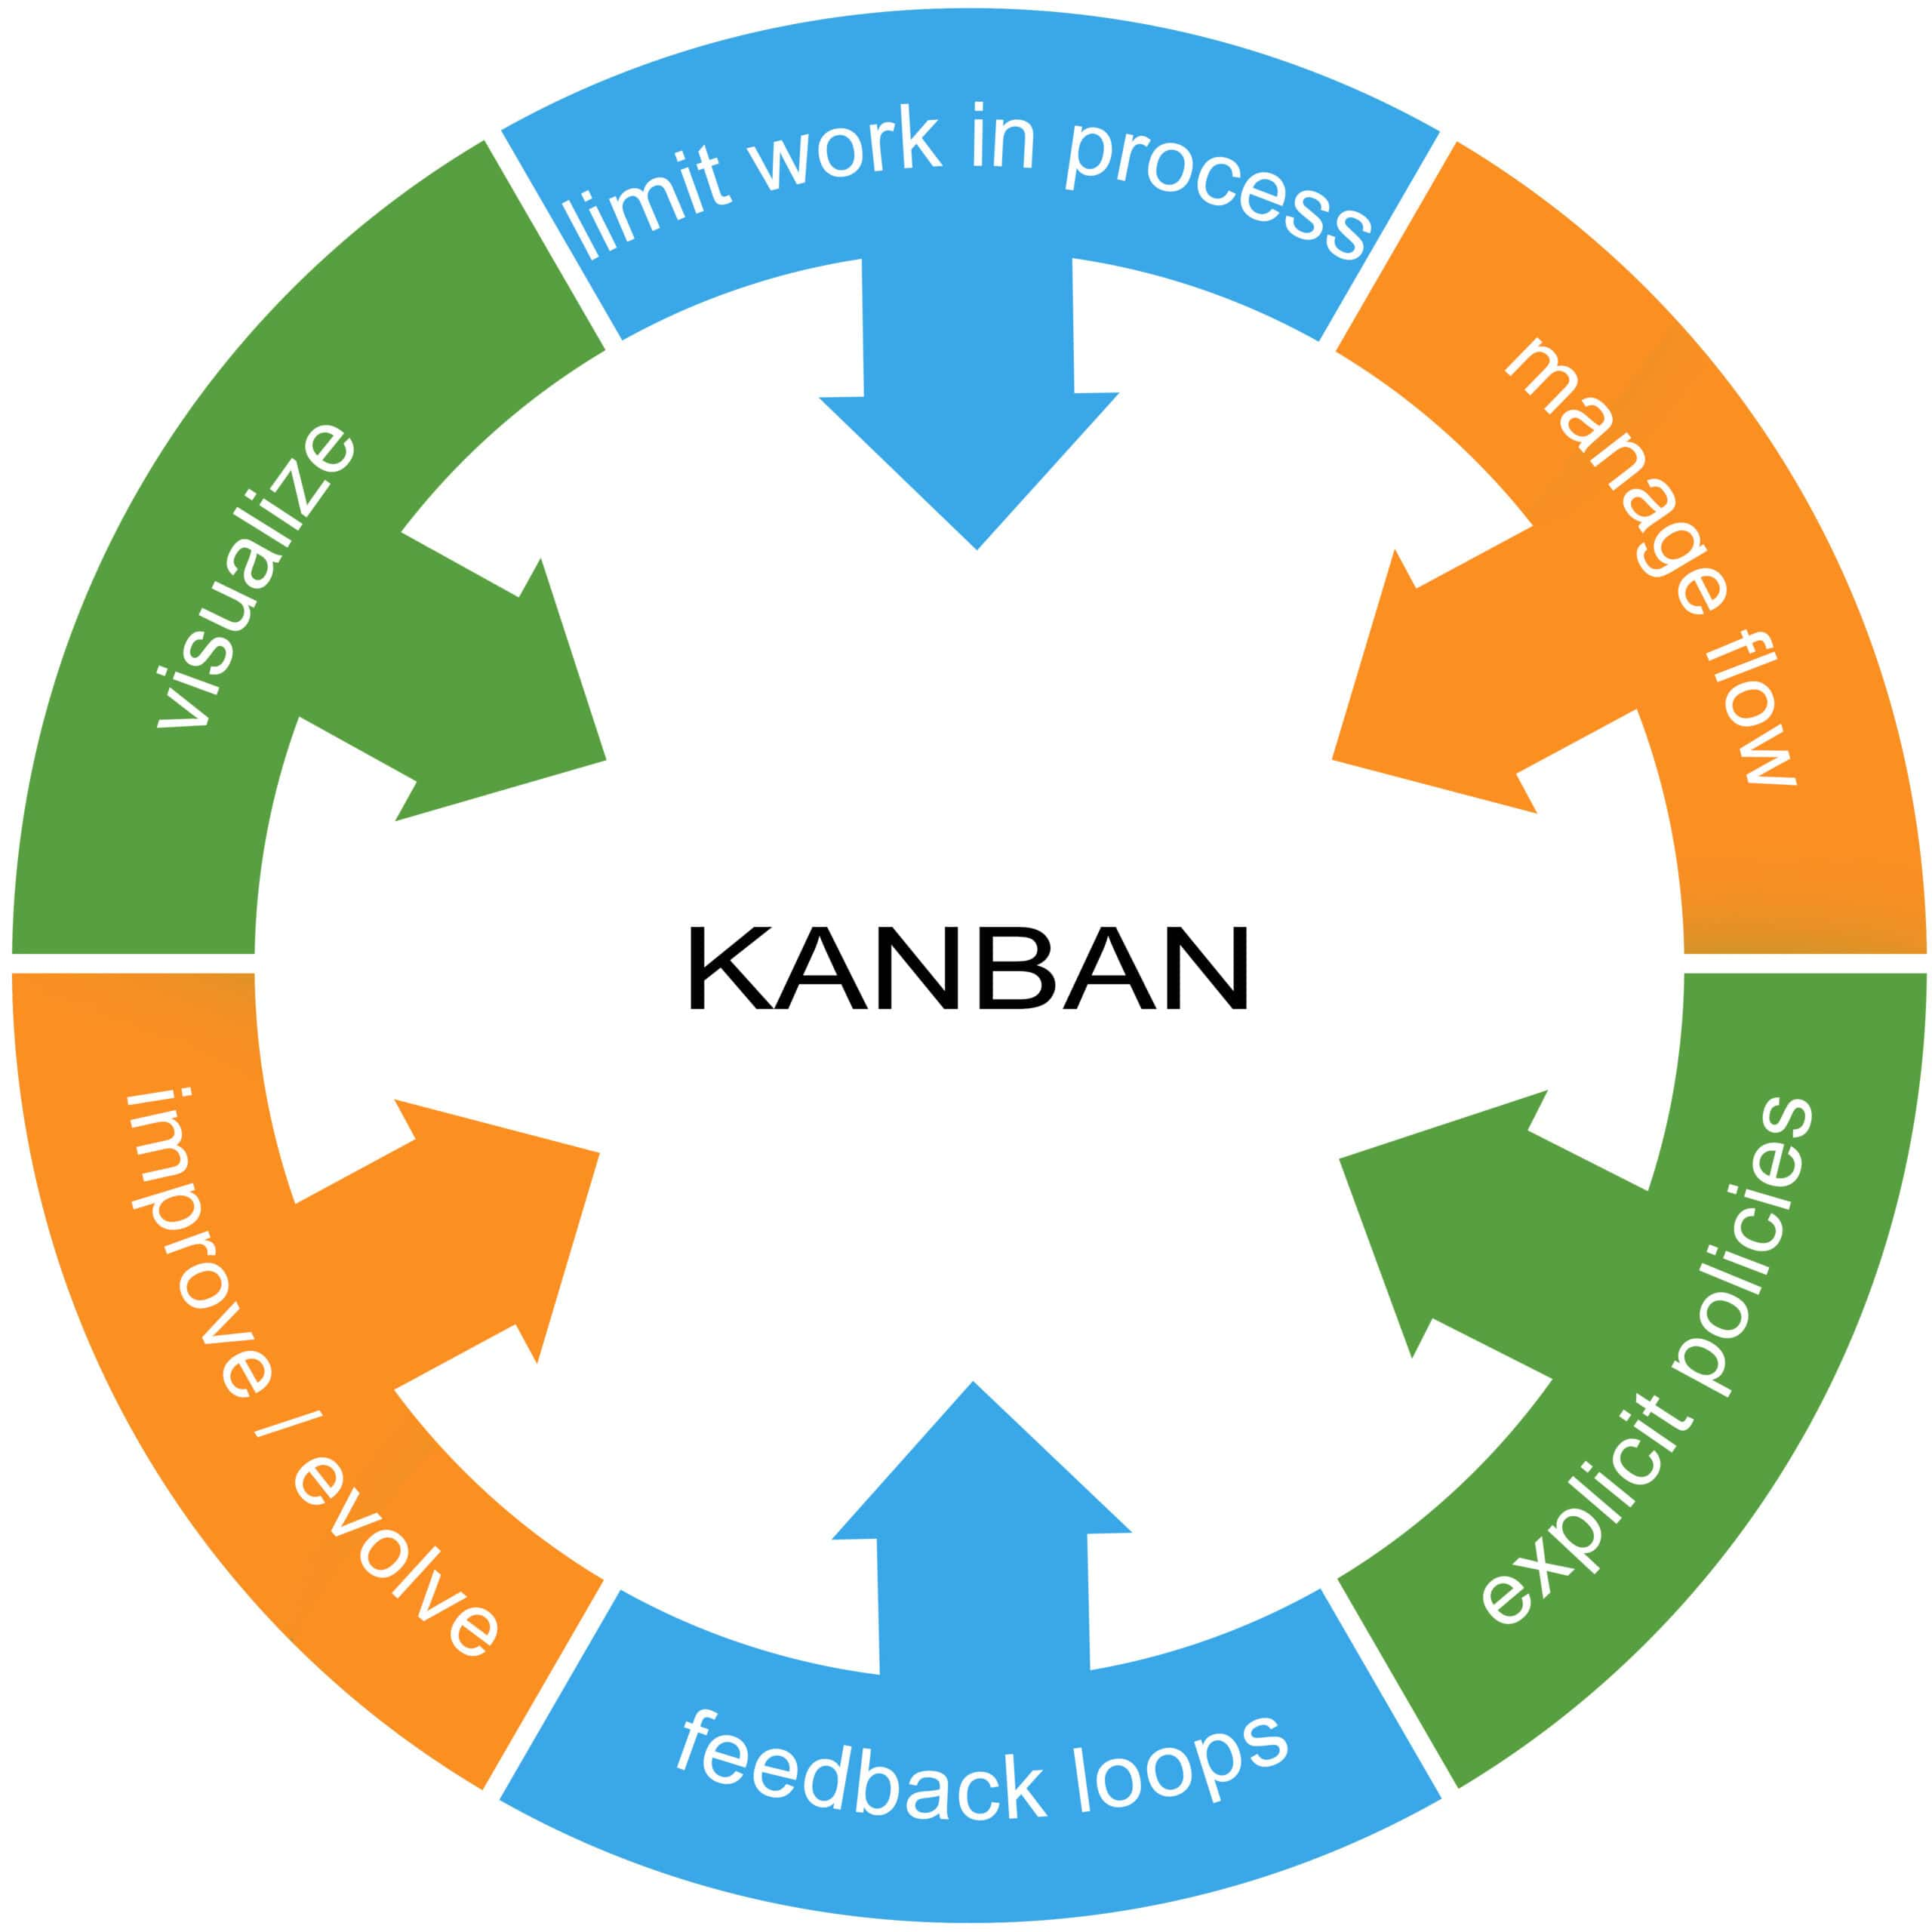 limit work in process
manage flow
explicit policies
feedback loops
improve / evolve
visualize
KANBAN